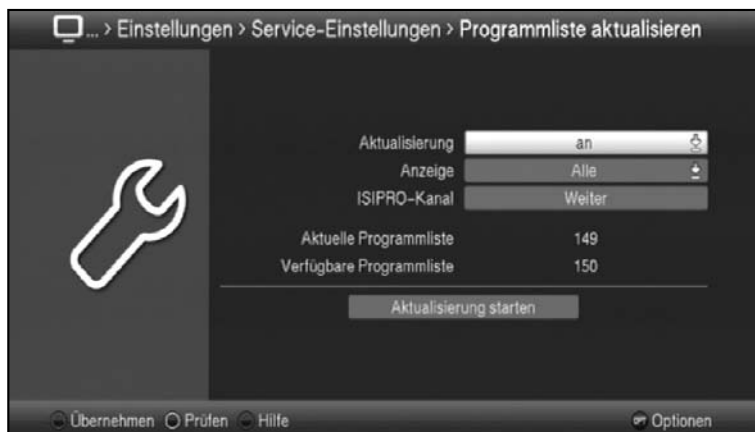 ... > Einstellungen > Service-Einstellungen > Programmliste aktualisieren
Aktualisierung an
Anzeige Alle
ISIPRO-Kanal Weiter
Aktuelle Programmliste 149
Verfügbare Programmliste 150
Aktualisierung starten
Übernehmen Prüfen Hilfe OPT Optionen